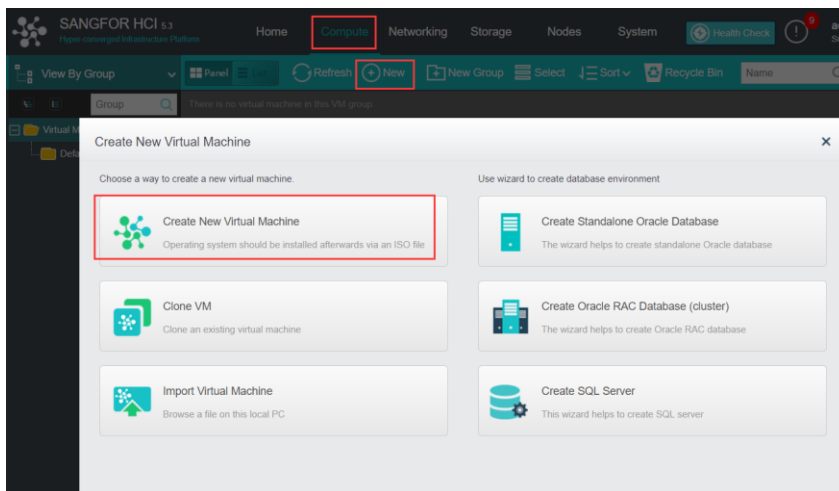 SANGFOR HCI 5.3
Hyper-converged Infrastructure Platform
Home Compute Networking Storage Nodes System Health Check 9
View By Group Panel List Refresh New New Group Select Sort Recycle Bin Name
Group There is no virtual machine in this VM group
Virtual M
Defa
Create New Virtual Machine
Choose a way to create a new virtual machine.
Use wizard to create database environment
Create New Virtual Machine
Operating system should be installed afterwards via an ISO file
Create Standalone Oracle Database
The wizard helps to create standalone Oracle database
Clone VM
Clone an existing virtual machine
Create Oracle RAC Database (cluster)
The wizard helps to create Oracle RAC database
Import Virtual Machine
Browse a file on this local PC
Create SQL Server
This wizard helps to create SQL server